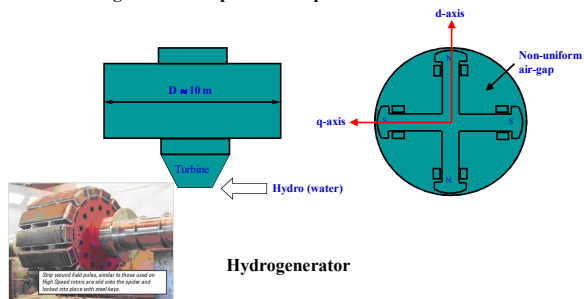 d-axis
Non-uniform
air-gap
N
D ≈ 10 m
q-axis
S
S
Turbine
N
Hydro (water)
Strip wound field poles, similar to those used on
High Speed rotors are slid onto the spider and
locked into place with steel keys.
Hydrogenerator